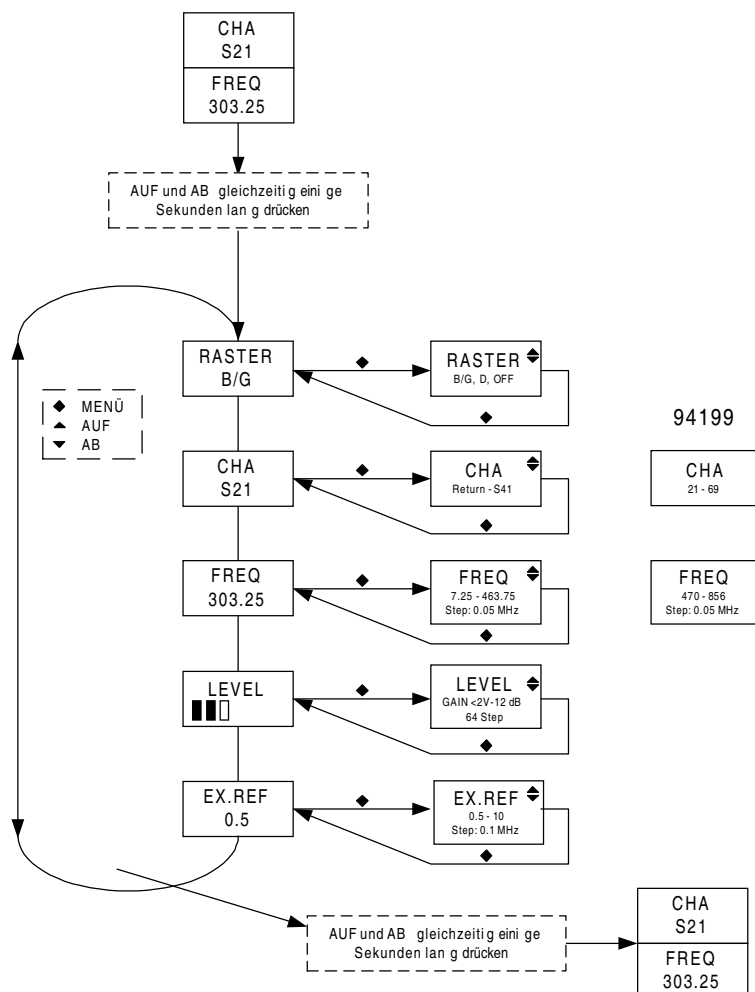 CHA
S21
FREQ
303.25
AUF und AB gleichzeitig einige
Sekunden lang drücken
RASTER
B/G
RASTER
B/G, D, OFF
MENÜ
AUF
AB
94199
CHA
S21
CHA
Return - S41
CHA
21 - 69
FREQ
303.25
FREQ
7.25 - 463.75
Step: 0.05 MHz
FREQ
470 - 856
Step: 0.05 MHz
LEVEL
LEVEL
GAIN <2V-12 dB
64 Step
EX.REF
0.5
EX.REF
0.5 - 10
Step: 0.1 MHz
AUF und AB gleichzeitig einige
Sekunden lang drücken
CHA
S21
FREQ
303.25